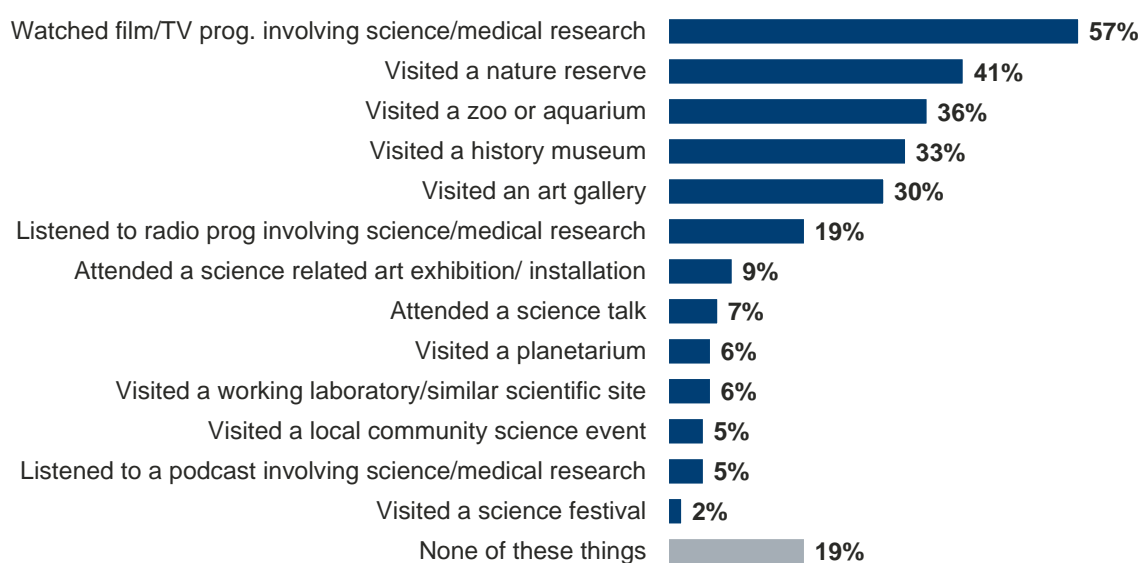 Watched film/TV prog. involving science/medical research 57%
Visited a nature reserve 41%
Visited a zoo or aquarium 36%
Visited a history museum 33%
Visited an art gallery 30%
Listened to radio prog involving science/medical research 19%
Attended a science related art exhibition/ installation 9%
Attended a science talk 7%
Visited a planetarium 6%
Visited a working laboratory/similar scientific site 6%
Visited a local community science event 5%
Listened to a podcast involving science/medical research 5%
Visited a science festival 2%
None of these things 19%